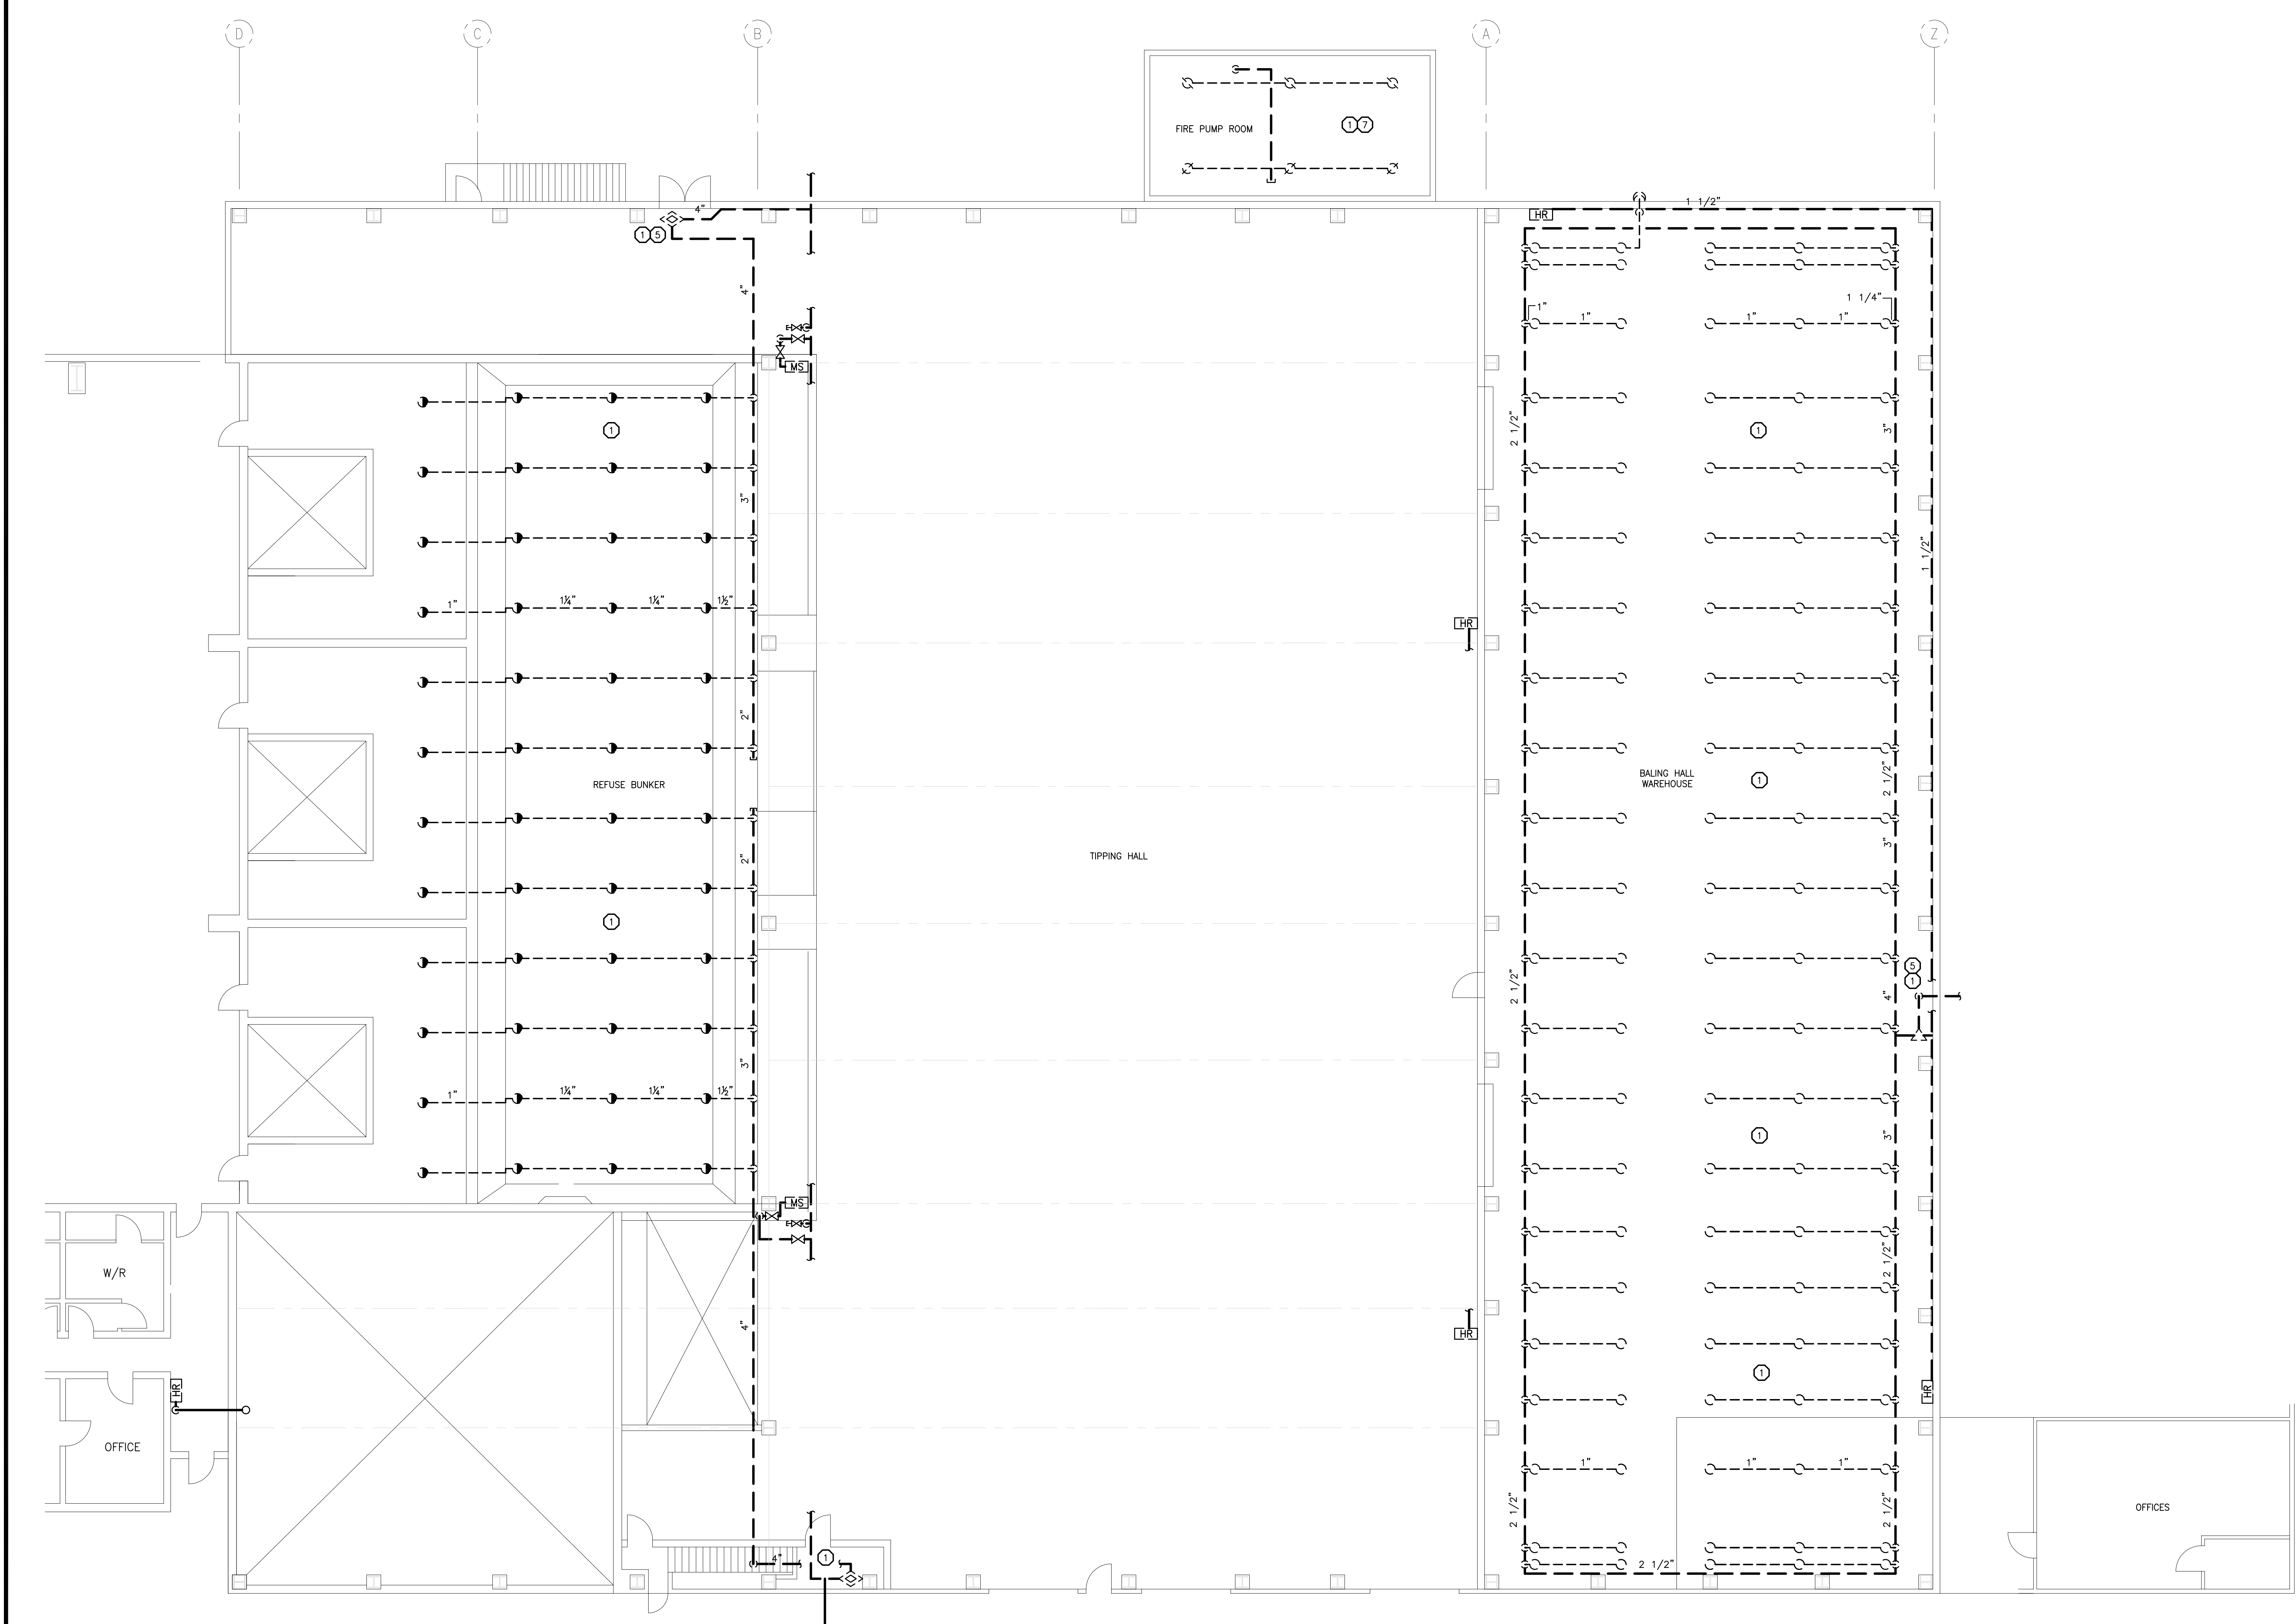 D
C
B
A
Z
FIRE PUMP ROOM
1
7
4"
1
5
HR
1 1/2"
4"
1"
1"
1"
1"
1 1/4"
MS
1
2 1/2"
1
3"
3"
1 1/2"
1"
1¼"
1¼"
1½"
HR
2"
REFUSE BUNKER
BALING HALL
WAREHOUSE
1
2 1/2"
TIPPING HALL
2"
3"
1
5
1
2 1/2"
4"
3"
1"
1¼"
1¼"
1½"
1
3"
MS
2 1/2"
W/R
4"
HR
1
HR
HR
OFFICE
1"
1"
1"
2 1/2"
2 1/2"
OFFICES
4"
1
2 1/2"